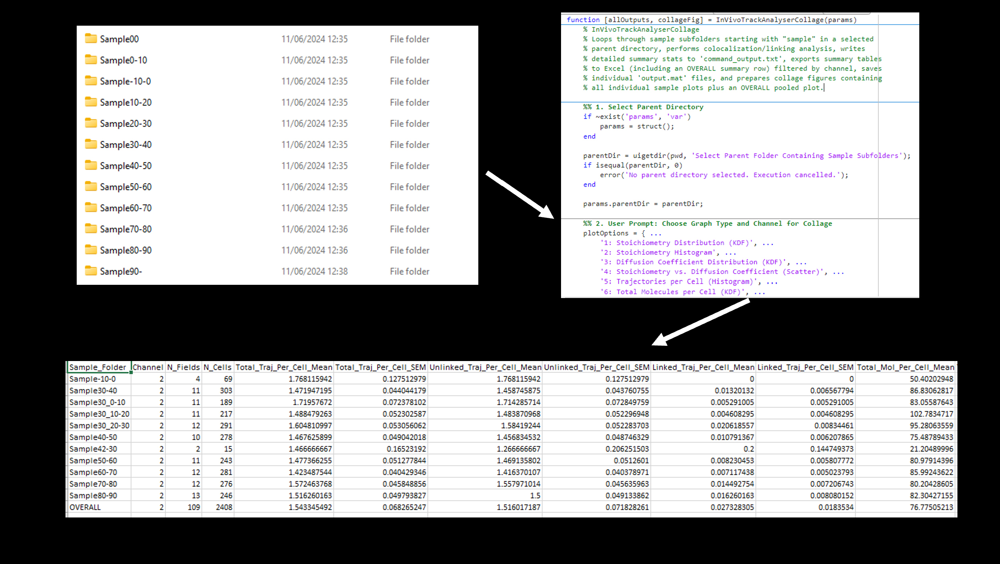 Sample00 11/06/2024 12:35 File folder
Sample0-10 11/06/2024 12:35 File folder
Sample-10-0 11/06/2024 12:35 File folder
Sample10-20 11/06/2024 12:35 File folder
Sample20-30 11/06/2024 12:35 File folder
Sample30-40 11/06/2024 12:35 File folder
Sample40-50 11/06/2024 12:35 File folder
Sample50-60 11/06/2024 12:35 File folder
Sample60-70 11/06/2024 12:35 File folder
Sample70-80 11/06/2024 12:36 File folder
Sample80-90 11/06/2024 12:36 File folder
Sample90- 11/06/2024 12:38 File folder
function [allOutputs, collageFig] = InVivoTrackAnalyserCollage(params)
% InVivoTrackAnalyserCollage
% Loops through sample subfolders starting with "sample" in a selected
% parent directory, performs colocalization/linking analysis, writes
% detailed summary stats to 'command_output.txt', exports summary tables
% to Excel (including an OVERALL summary row) filtered by channel, saves
% individual 'output.mat' files, and prepares collage figures containing
% all individual sample plots plus an OVERALL pooled plot.
%% 1. Select Parent Directory
if ~exist('params', 'var')
params = struct();
end
parentDir = uigetdir(pwd, 'Select Parent Folder Containing Sample Subfolders');
if isequal(parentDir, 0)
error('No parent directory selected. Execution cancelled.');
end
params.parentDir = parentDir;
%% 2. User Prompt: Choose Graph Type and Channel for Collage
plotOptions = { ...
'1: Stoichiometry Distribution (KDF)', ...
'2: Stoichiometry Histogram', ...
'3: Diffusion Coefficient Distribution (KDF)', ...
'4: Stoichiometry vs. Diffusion Coefficient (Scatter)', ...
'5: Trajectories per Cell (Histogram)', ...
'6: Total Molecules per Cell (KDF)', ...
Sample_Folder Channel N_Fields N_Cells Total_Traj_Per_Cell_Mean Total_Traj_Per_Cell_SEM Unlinked_Traj_Per_Cell_Mean Unlinked_Traj_Per_Cell_SEM Linked_Traj_Per_Cell_Mean Linked_Traj_Per_Cell_SEM Total_Mol_Per_Cell_Mean
Sample-10-0 2 4 69 1.768115942 0.127512979 1.768115942 0.127512979 0 0 50.40202948
Sample30-40 2 11 303 1.471947195 0.044044179 1.458745875 0.043760755 0.01320132 0.006567794 86.83062817
Sample30_0-10 2 11 189 1.71957672 0.072378102 1.714285714 0.072849759 0.005291005 0.005291005 83.05587643
Sample30_10-20 2 11 217 1.488479263 0.052302587 1.483870968 0.052296948 0.004608295 0.004608295 102.7834717
Sample30_20-30 2 12 291 1.604810997 0.053056062 1.58419244 0.052283703 0.020618557 0.00834461 95.28063559
Sample40-50 2 10 278 1.467625899 0.049042018 1.456834532 0.048746329 0.010791367 0.006207865 75.48789433
Sample42-30 2 2 15 1.466666667 0.16523192 1.266666667 0.206251503 0.2 0.144749373 21.20489996
Sample50-60 2 11 243 1.477366255 0.051277844 1.469135802 0.0512601 0.008230453 0.005807772 80.97914396
Sample60-70 2 12 281 1.423487544 0.040429346 1.416370107 0.040378971 0.007117438 0.005023793 85.99243622
Sample70-80 2 12 276 1.572463768 0.045848856 1.557971014 0.045635963 0.014492754 0.007206743 80.20428605
Sample80-90 2 13 246 1.516260163 0.049793827 1.5 0.049133862 0.016260163 0.008080152 82.30427155
OVERALL 2 109 2408 1.543345492 0.068265247 1.516017187 0.071828261 0.027328305 0.0183534 76.77505213